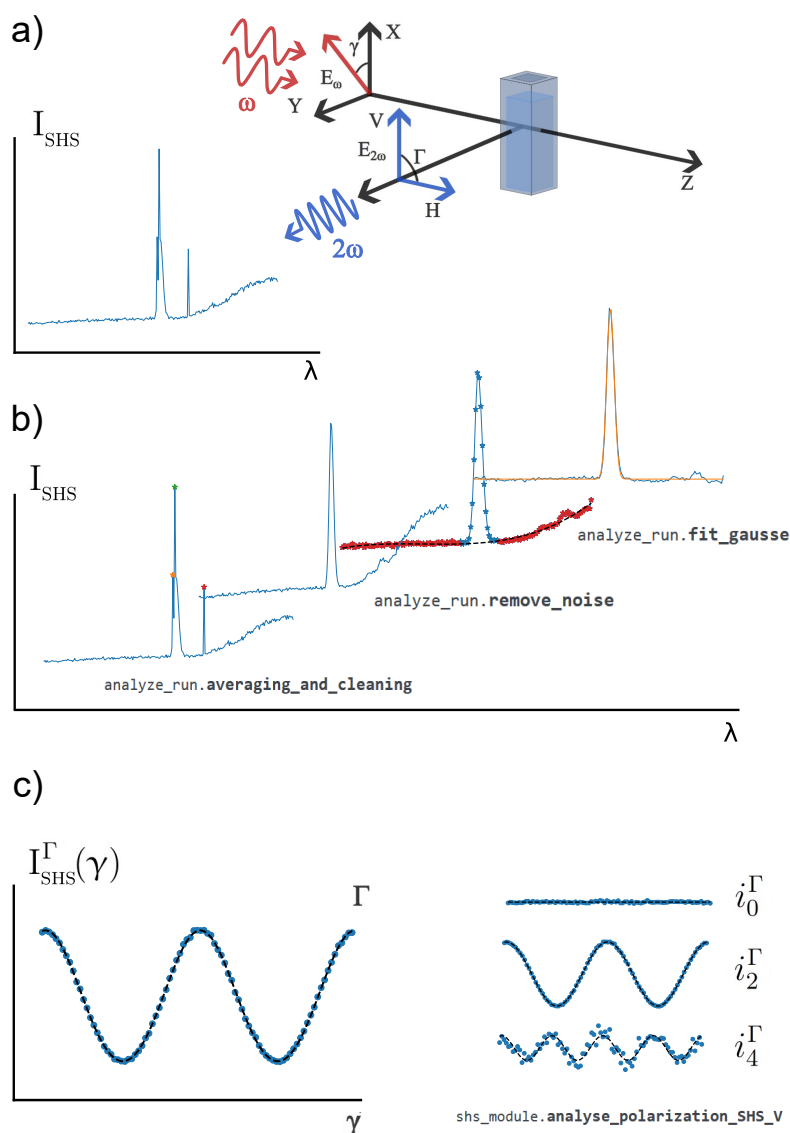 a)
X
γ
E_ω
ω
Y
V
I_SHS
E_2ω
Γ
Z
H
2ω
λ
b)
I_SHS
analyze_run.fit_gausse
analyze_run.remove_noise
analyze_run.averaging_and_cleaning
λ
c)
I^Γ_SHS(γ)
Γ
i^Γ_0
i^Γ_2
i^Γ_4
γ
shs_module.analyse_polarization_SHS_V